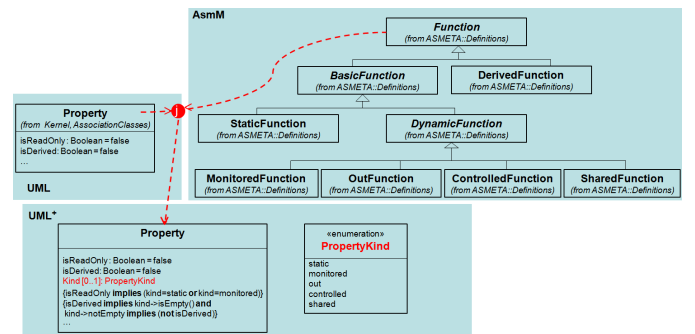 AsmM
Function
(from ASMETA::Definitions)
BasicFunction
(from ASMETA::Definitions)
DerivedFunction
(from ASMETA::Definitions)
StaticFunction
(from ASMETA::Definitions)
DynamicFunction
(from ASMETA::Definitions)
MonitoredFunction
(from ASMETA::Definitions)
OutFunction
(from ASMETA::Definitions)
ControlledFunction
(from ASMETA::Definitions)
SharedFunction
(from ASMETA::Definitions)
j
Property
(from Kernel, AssociationClasses)
isReadOnly: Boolean = false
isDerived: Boolean = false
...
UML
UML*
Property
isReadOnly : Boolean = false
isDerived: Boolean = false
Kind [0..1]: PropertyKind
{isReadOnly implies (kind=static or kind=monitored)}
{isDerived implies kind->isEmpty() and
kind->notEmpty implies (not isDerived)}
...
«enumeration»
PropertyKind
static
monitored
out
controlled
shared